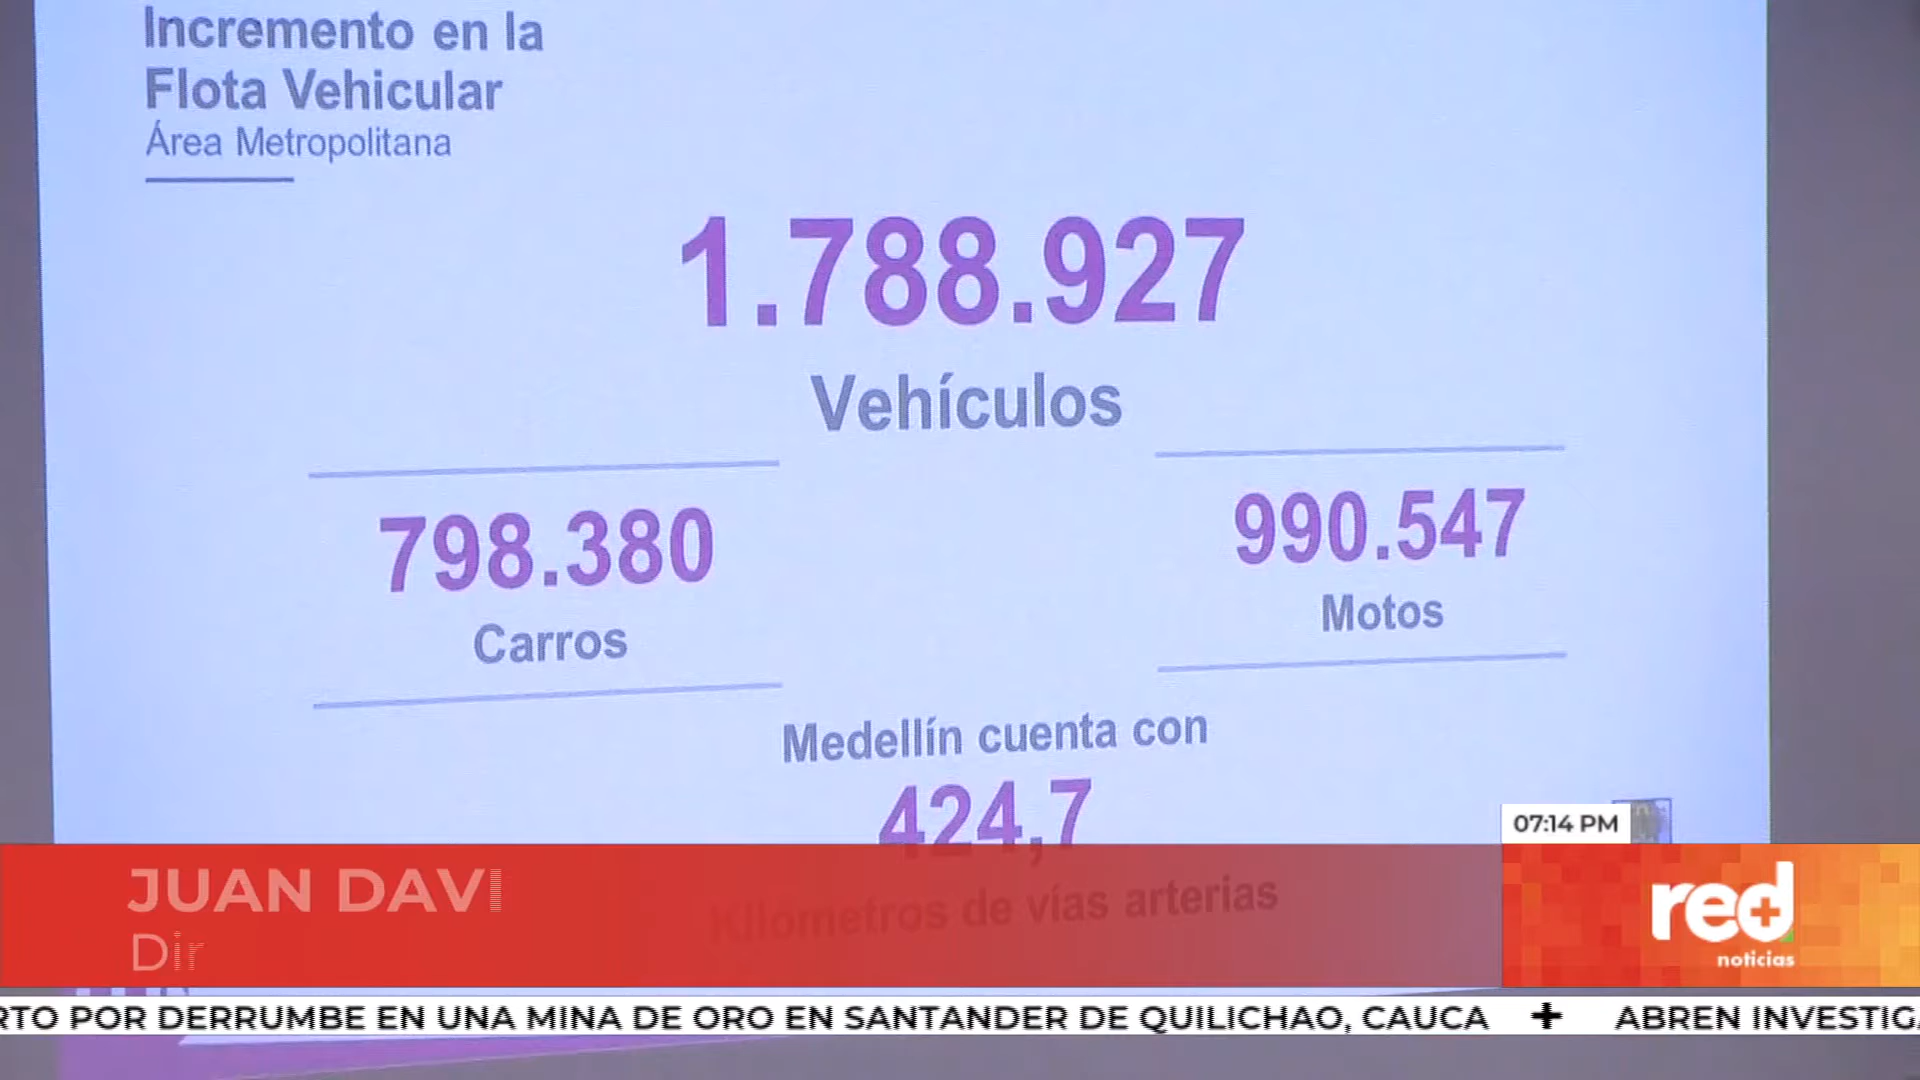 Incremento en la
Flota Vehicular
Área Metropolitana
1.788.927
Vehículos
798.380
Carros
990.547
Motos
Medellín cuenta con
424,7
Kilómetros de vías arterias
07:14 PM
JUAN DAVI
Dir
red+
noticias
RTO POR DERRUMBE EN UNA MINA DE ORO EN SANTANDER DE QUILICHAO, CAUCA + ABREN INVESTIGA